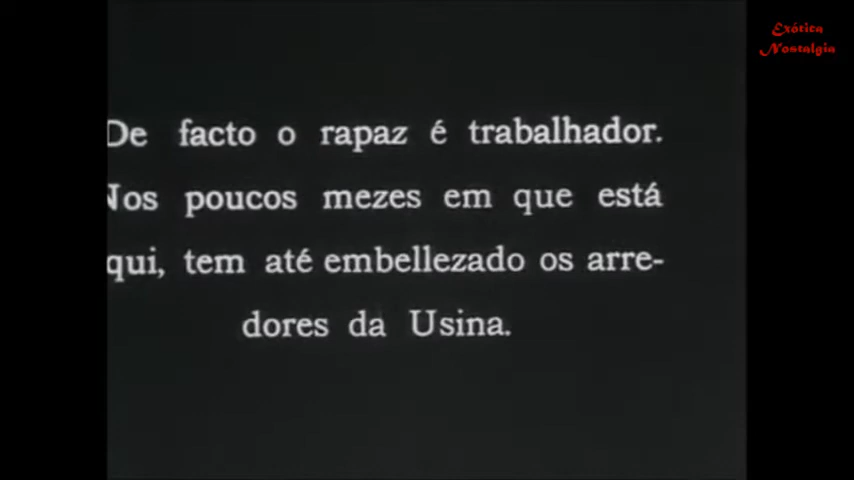 Exótica
Nostalgia
De facto o rapaz é trabalhador.
Nos poucos mezes em que está
qui, tem até embellezado os arre-
dores da Usina.